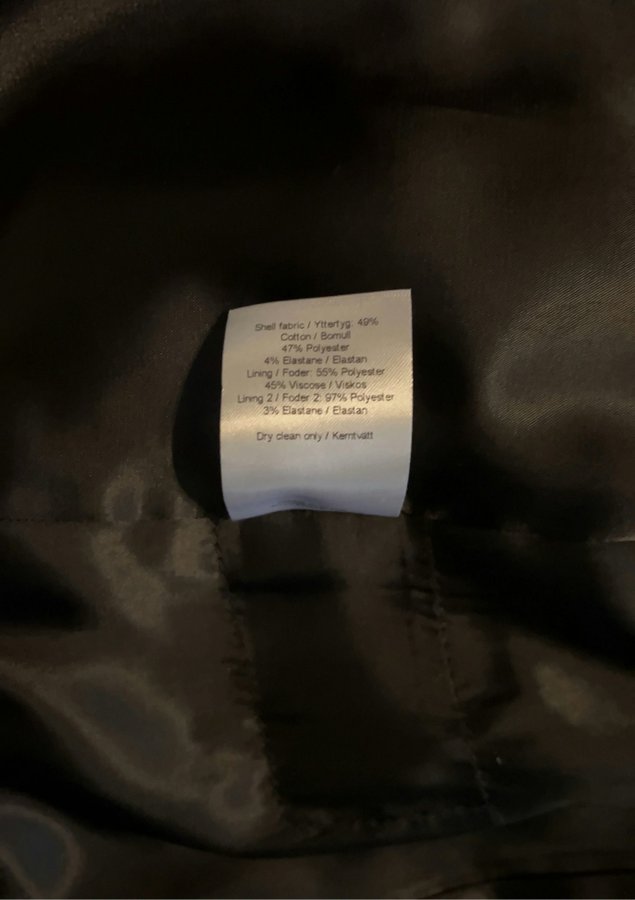 Shell fabric / Yttertyg: 49%
Cotton / Bomull
47% Polyester
4% Elastane / Elastan
Lining / Foder: 55% Polyester
45% Viscose / Viskos
Lining 2 / Foder 2: 97% Polyester
3% Elastane / Elastan
Dry clean only / Kemtvätt